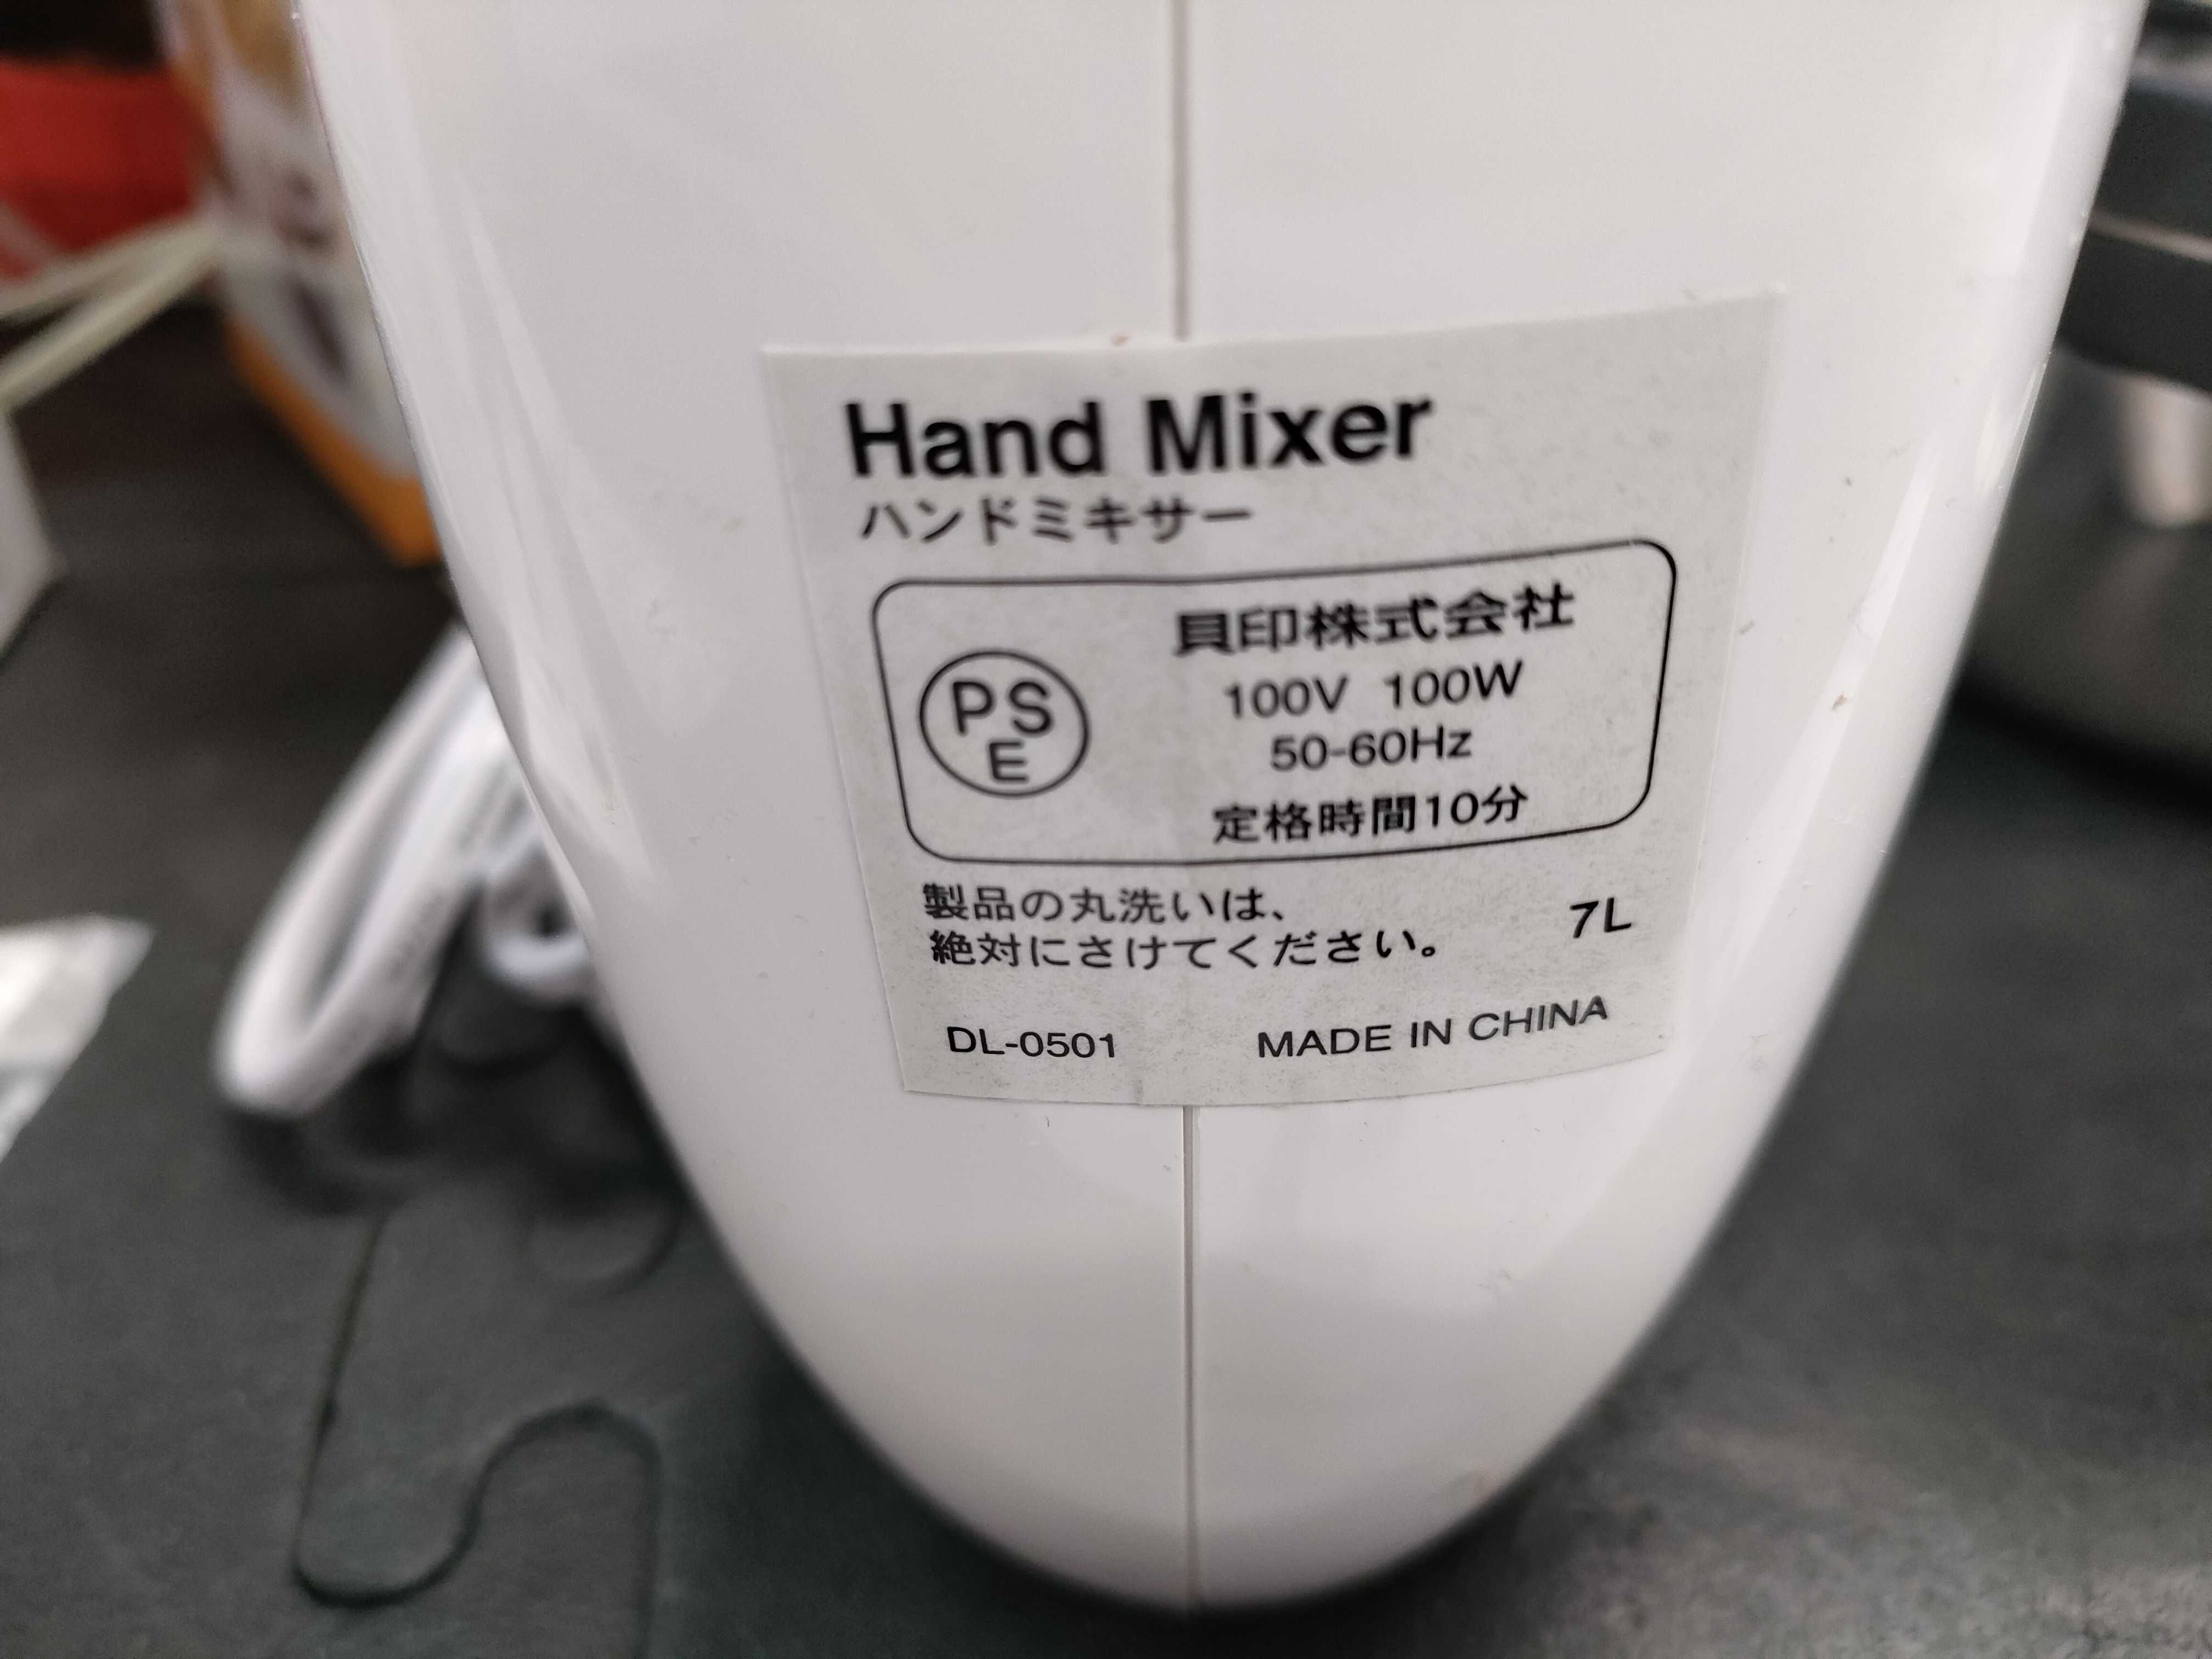 Hand Mixer
ハンドミキサー
PS
E
貝印株式会社
100V 100W
50-60Hz
定格時間10分
製品の丸洗いは、
絶対にさけてください。
7L
DL-0501
MADE IN CHINA